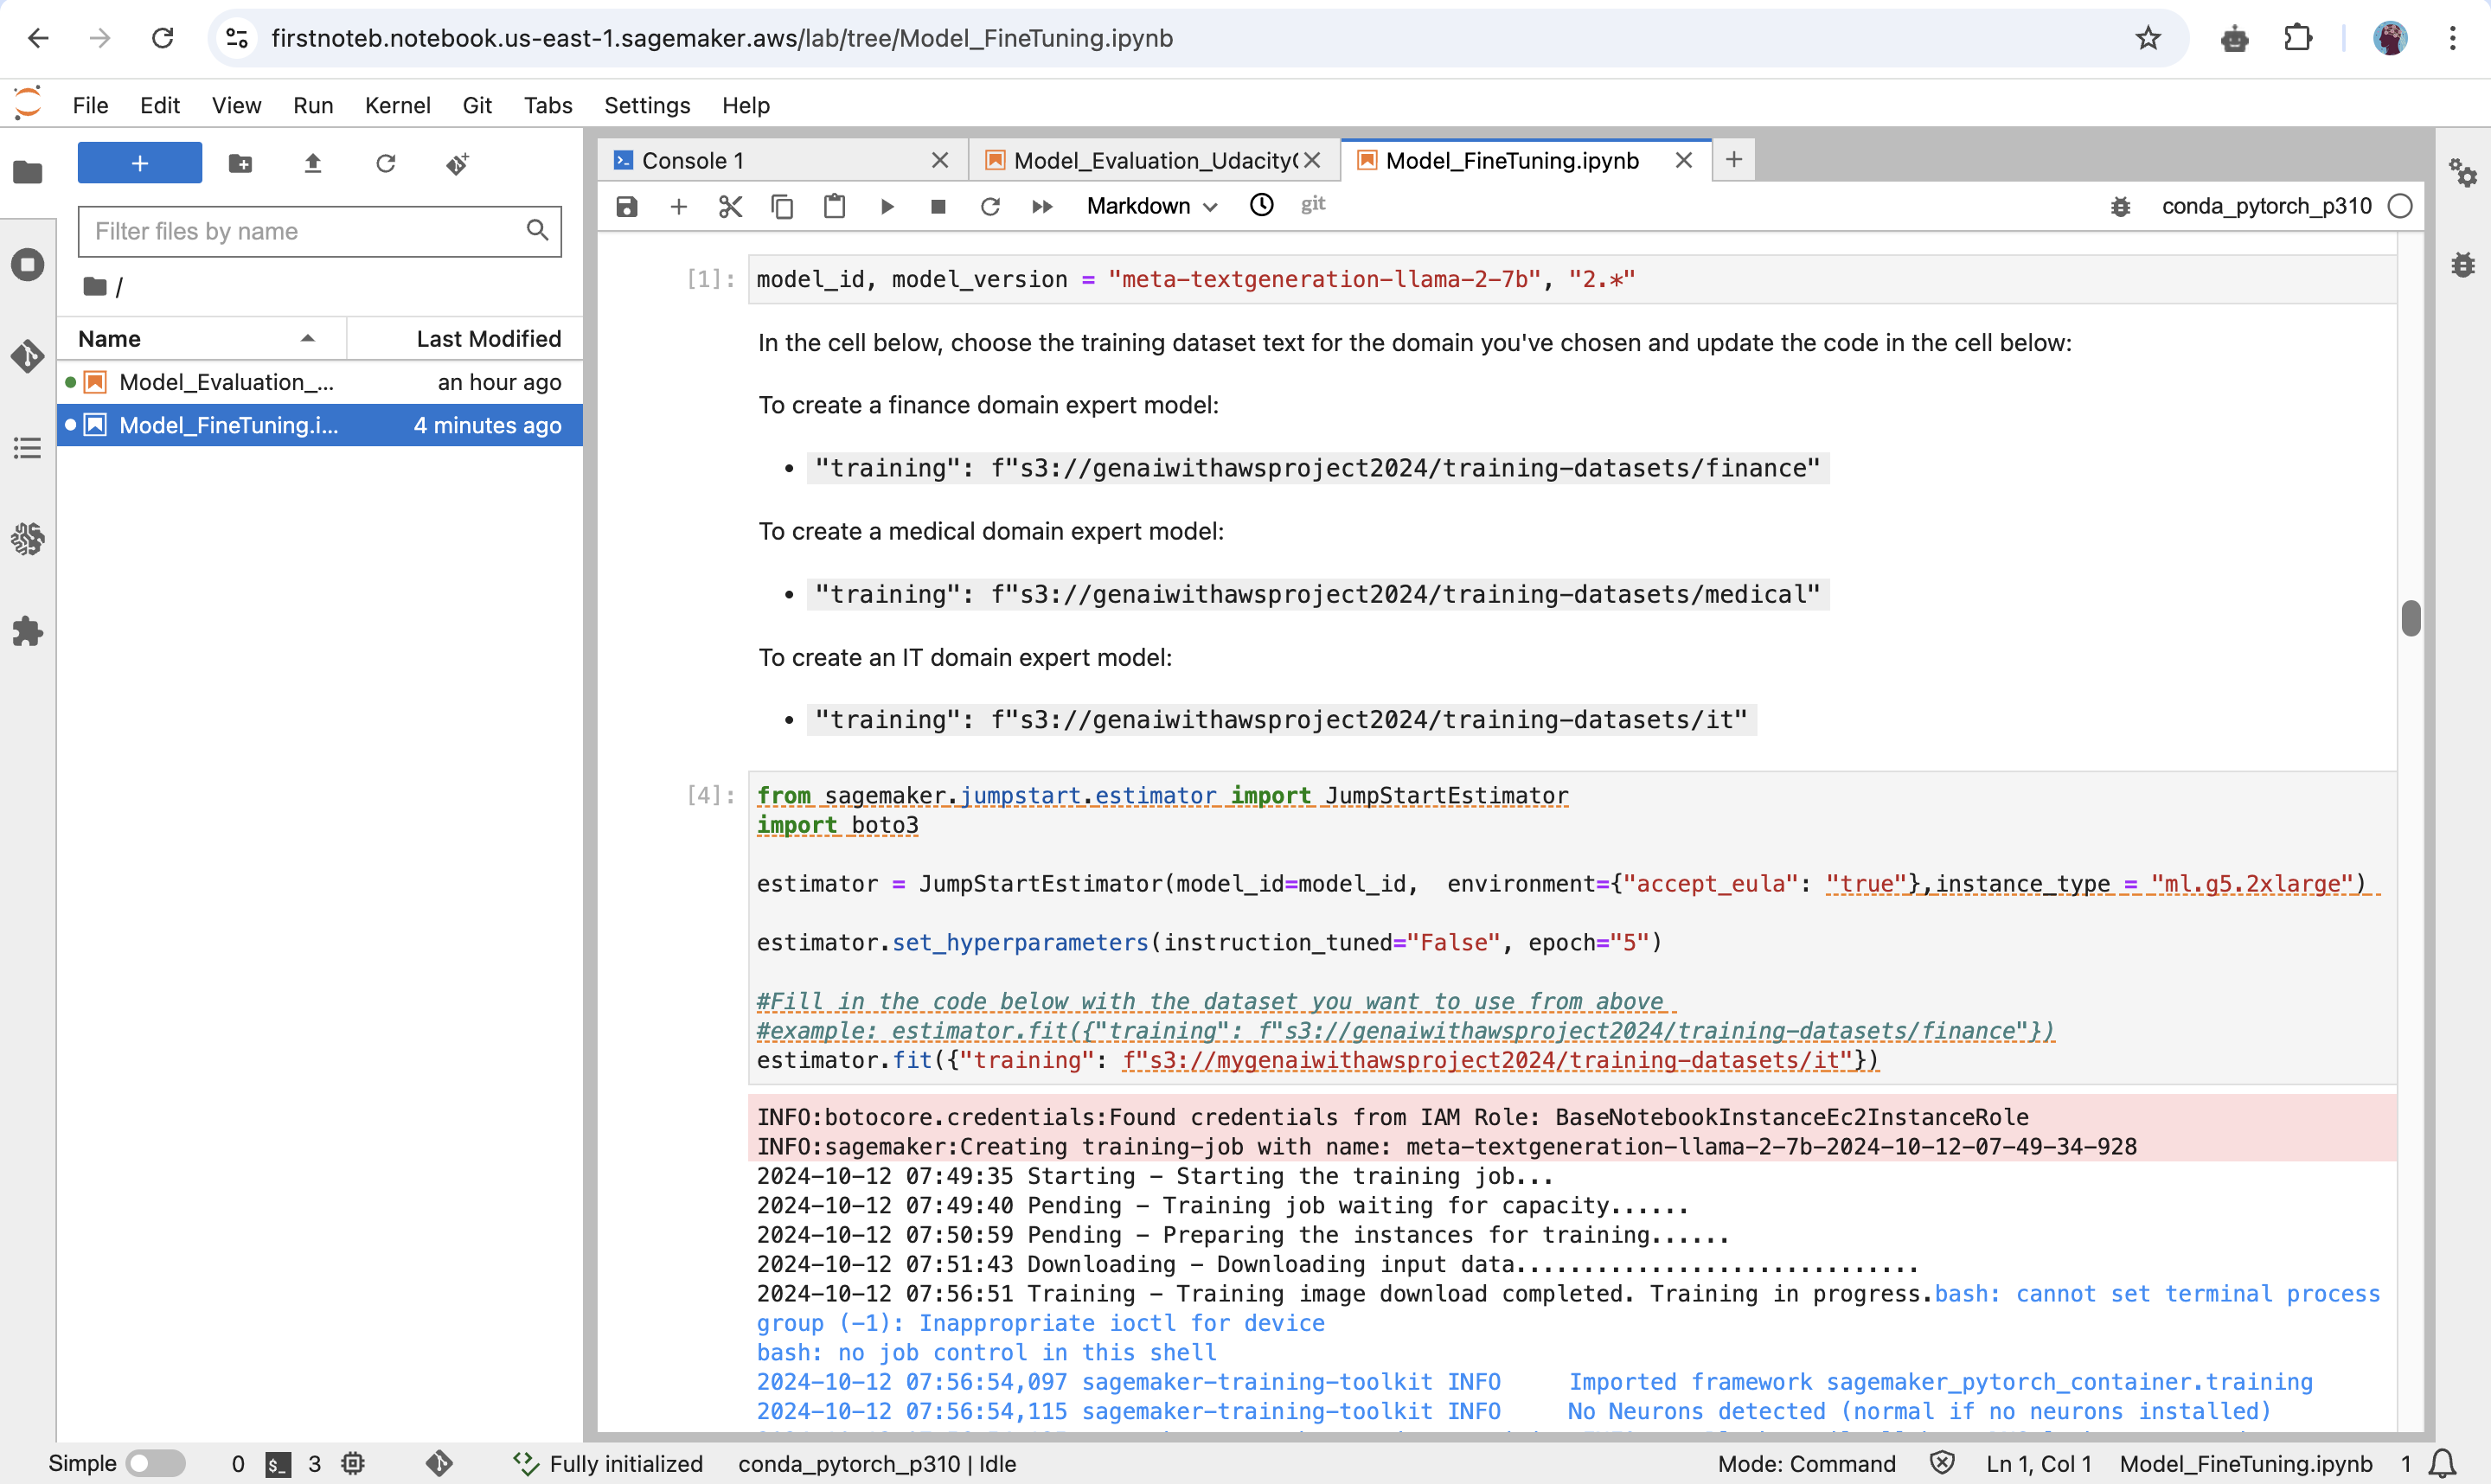 firstnoteb.notebook.us-east-1.sagemaker.aws/lab/tree/Model_FineTuning.ipynb
File Edit View Run Kernel Git Tabs Settings Help
Filter files by name
/
Name Last Modified
Model_Evaluation_... an hour ago
Model_FineTuning.i... 4 minutes ago
Console 1 Model_Evaluation_Udacity Model_FineTuning.ipynb
Markdown git conda_pytorch_p310
[1]: model_id, model_version = "meta-textgeneration-llama-2-7b", "2.*"
In the cell below, choose the training dataset text for the domain you've chosen and update the code in the cell below:
To create a finance domain expert model:
• "training": f"s3://genaiwithawsproject2024/training-datasets/finance"
To create a medical domain expert model:
• "training": f"s3://genaiwithawsproject2024/training-datasets/medical"
To create an IT domain expert model:
• "training": f"s3://genaiwithawsproject2024/training-datasets/it"
[4]: from sagemaker.jumpstart.estimator import JumpStartEstimator
import boto3
estimator = JumpStartEstimator(model_id=model_id,  environment={"accept_eula": "true"},instance_type = "ml.g5.2xlarge")
estimator.set_hyperparameters(instruction_tuned="False", epoch="5")
#Fill in the code below with the dataset you want to use from above
#example: estimator.fit({"training": f"s3://genaiwithawsproject2024/training-datasets/finance"})
estimator.fit({"training": f"s3://mygenaiwithawsproject2024/training-datasets/it"})
INFO:botocore.credentials:Found credentials from IAM Role: BaseNotebookInstanceEc2InstanceRole
INFO:sagemaker:Creating training-job with name: meta-textgeneration-llama-2-7b-2024-10-12-07-49-34-928
2024-10-12 07:49:35 Starting - Starting the training job...
2024-10-12 07:49:40 Pending - Training job waiting for capacity......
2024-10-12 07:50:59 Pending - Preparing the instances for training......
2024-10-12 07:51:43 Downloading - Downloading input data..............................
2024-10-12 07:56:51 Training - Training image download completed. Training in progress.bash: cannot set terminal process
group (-1): Inappropriate ioctl for device
bash: no job control in this shell
2024-10-12 07:56:54,097 sagemaker-training-toolkit INFO     Imported framework sagemaker_pytorch_container.training
2024-10-12 07:56:54,115 sagemaker-training-toolkit INFO     No Neurons detected (normal if no neurons installed)
Simple 0 $_ 3 Fully initialized conda_pytorch_p310 | Idle Mode: Command Ln 1, Col 1 Model_FineTuning.ipynb 1